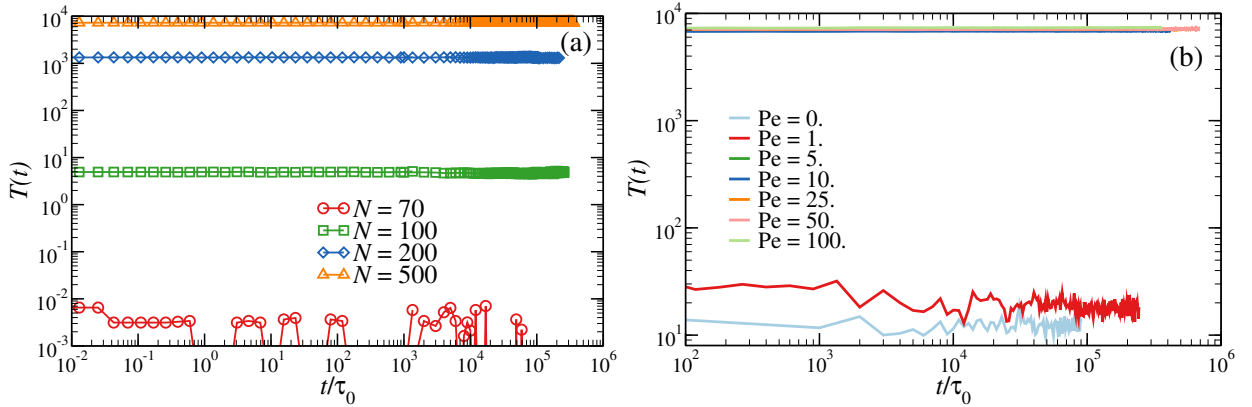 (a)
T(t)
10^4
10^3
10^2
10^1
10^0
10^-1
10^-2
10^-3
N = 70
N = 100
N = 200
N = 500
10^-2 10^-1 10^0 10^1 10^2 10^3 10^4 10^5 10^6
t/τ0
(b)
T(t)
10^4
10^3
10^2
10^1
Pe = 0.
Pe = 1.
Pe = 5.
Pe = 10.
Pe = 25.
Pe = 50.
Pe = 100.
10^2 10^3 10^4 10^5 10^6
t/τ0